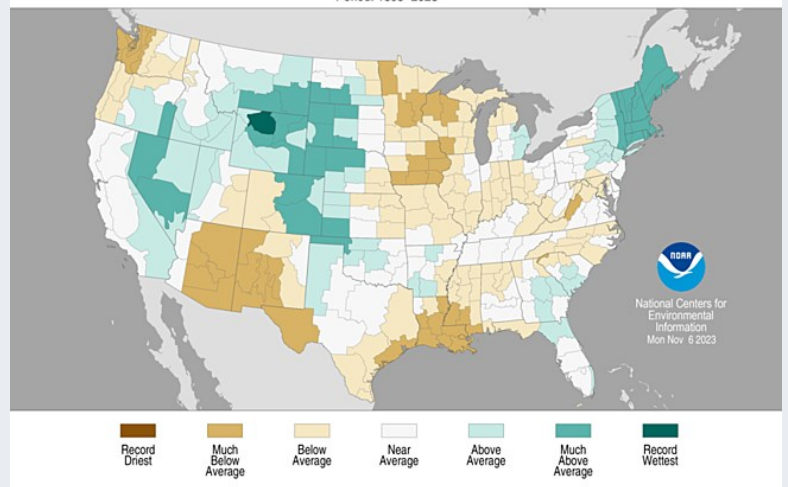 NOAA
National Centers for
Environmental
Information
Mon Nov 6 2023
Record
Driest
Much
Below
Average
Below
Average
Near
Average
Above
Average
Much
Above
Average
Record
Wettest